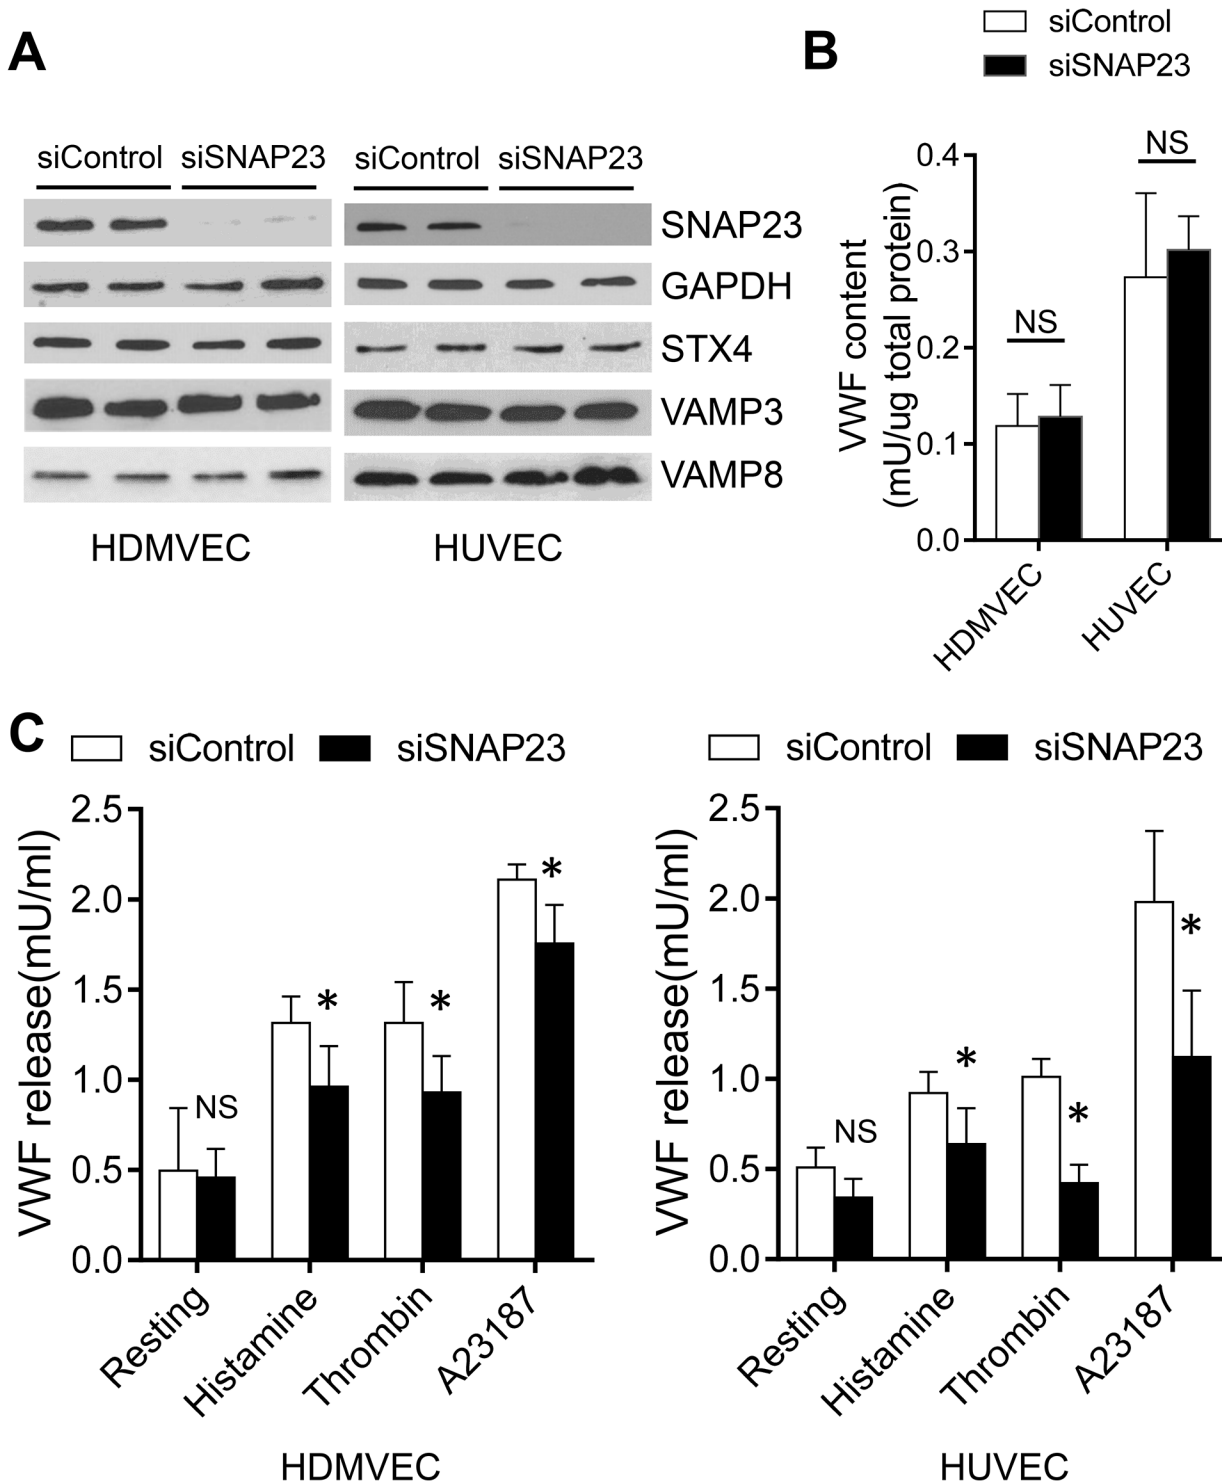 A
siControl siSNAP23 siControl siSNAP23
SNAP23
GAPDH
STX4
VAMP3
VAMP8
HDMVEC HUVEC
B
siControl
siSNAP23
VWF content
(mU/ug total protein)
0.4
0.3
0.2
0.1
0.0
NS
NS
HDMVEC
HUVEC
C
siControl siSNAP23
VWF release(mU/ml)
2.5
2.0
1.5
1.0
0.5
0.0
NS
*
*
*
Resting
Histamine
Thrombin
A23187
HDMVEC
siControl siSNAP23
VWF release(mU/ml)
2.5
2.0
1.5
1.0
0.5
0.0
NS
*
*
*
Resting
Histamine
Thrombin
A23187
HUVEC